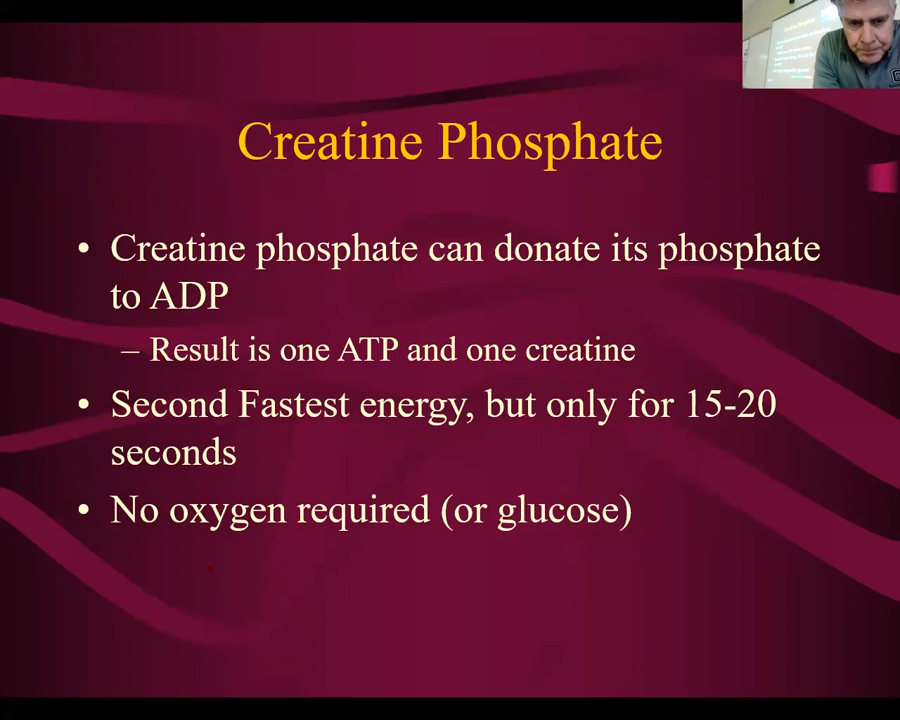 Creatine Phosphate
• Creatine phosphate can donate its phosphate
to ADP
– Result is one ATP and one creatine
• Second Fastest energy, but only for 15-20
seconds
• No oxygen required (or glucose)